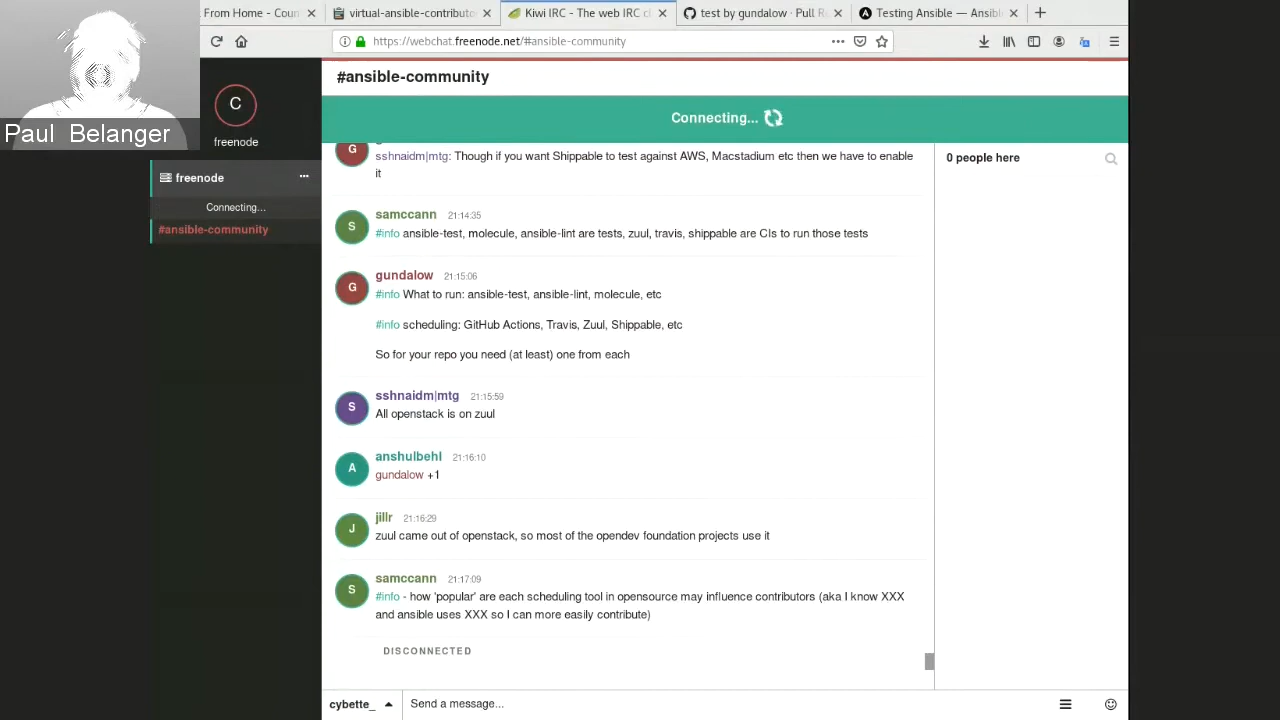 From Home - Coun
virtual-ansible-contributo
Kiwi IRC - The web IRC cl
test by gundalow · Pull R
Testing Ansible — Ansib
https://webchat.freenode.net/#ansible-community
Paul Belanger
C
freenode
freenode
Connecting...
#ansible-community
#ansible-community
Connecting...
0 people here
G
sshnaidm|mtg: Though if you want Shippable to test against AWS, Macstadium etc then we have to enable
it
S
samccann 21:14:35
#info ansible-test, molecule, ansible-lint are tests, zuul, travis, shippable are CIs to run those tests
G
gundalow 21:15:06
#info What to run: ansible-test, ansible-lint, molecule, etc
#info scheduling: GitHub Actions, Travis, Zuul, Shippable, etc
So for your repo you need (at least) one from each
S
sshnaidm|mtg 21:15:59
All openstack is on zuul
A
anshulbehl 21:16:10
gundalow +1
J
jillr 21:16:29
zuul came out of openstack, so most of the opendev foundation projects use it
S
samccann 21:17:09
#info - how 'popular' are each scheduling tool in opensource may influence contributors (aka I know XXX
and ansible uses XXX so I can more easily contribute)
DISCONNECTED
cybette_
Send a message...